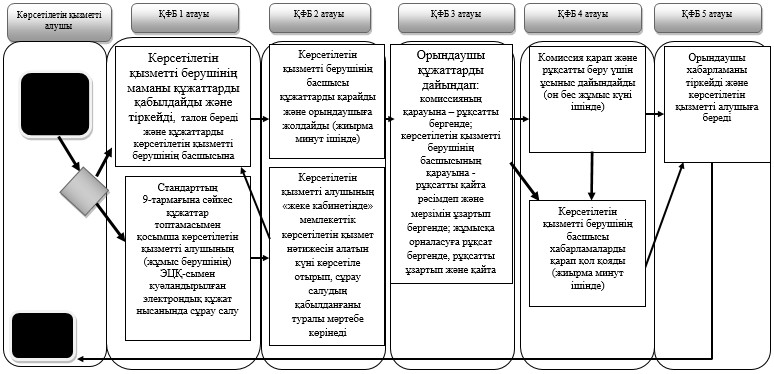 Көрсетілетін қызметті
алушы
ҚФБ 1 атауы
ҚФБ 2 атауы
ҚФБ 3 атауы
ҚФБ 4 атауы
ҚФБ 5 атауы
Көрсетілетін
қызметті берушінің
маманы құжаттарды
қабылдайды және
тіркейді, талон береді
және құжаттарды
көрсетілетін қызметті
берушінің басшысына
Стандарттың
9-тармағына сәйкес
құжаттар
топтамасымен
қосымша көрсетілетін
қызметті алушының
(жұмыс берушінің)
ЭЦҚ-сымен
куәландырылған
электрондық құжат
нысанында сұрау салу
Көрсетілетін
қызметті берушінің
басшысы
құжаттарды қарайды
және орындаушыға
жолдайды (жиырма
минут ішінде)
Көрсетілетін
қызметті алушының
«жеке кабинетінде»
мемлекеттік
көрсетілетін қызмет
нәтижесін алатын
күні көрсетіле
отырып, сұрау
салудың
қабылданғаны
туралы мәртебе
көрінеді
Орындаушы
құжаттарды
дайындап:
комиссияның
қарауына – рұқсатты
бергенде;
көрсетілетін қызметті
берушінің
басшысының
қарауына -
рұқсатты қайта
рәсімдеп және
мерзімін ұзартып
бергенде; жұмысқа
орналасуға рұқсат
бергенде, рұқсатты
ұзартып және қайта
Комиссия қарап және
рұқсатты беру үшін
ұсыныс дайындайды
(он бес жұмыс күні
ішінде)
Көрсетілетін
қызметті берушінің
басшысы
хабарламаларды
қарап қол қояды
(жиырма минут
ішінде)
Орындаушы
хабарламаны
тіркейді және
көрсетілетін
қызметті алушыға
береді